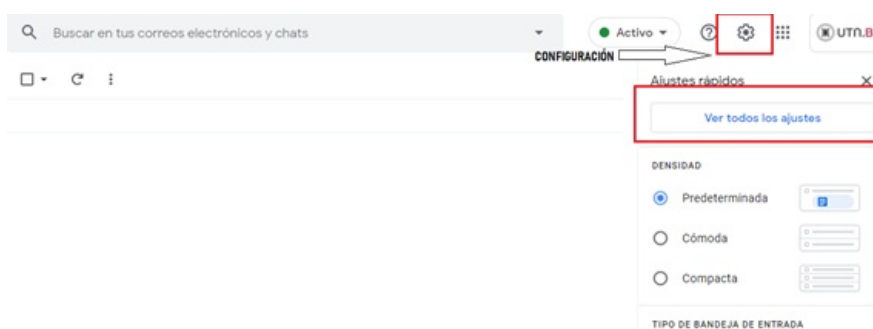 Buscar en tus correos electrónicos y chats
Activo
UTN.B
CONFIGURACIÓN
Ajustes rápidos
Ver todos los ajustes
DENSIDAD
Predeterminada
Cómoda
Compacta
TIPO DE BANDEJA DE ENTRADA